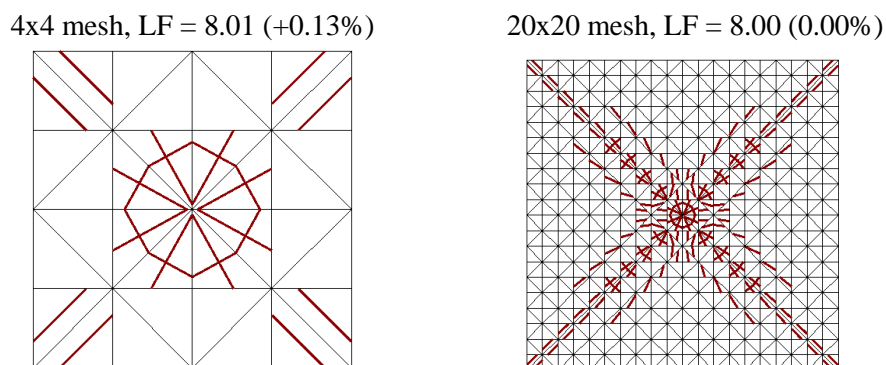 4x4 mesh, LF = 8.01 (+0.13%)
20x20 mesh, LF = 8.00 (0.00%)